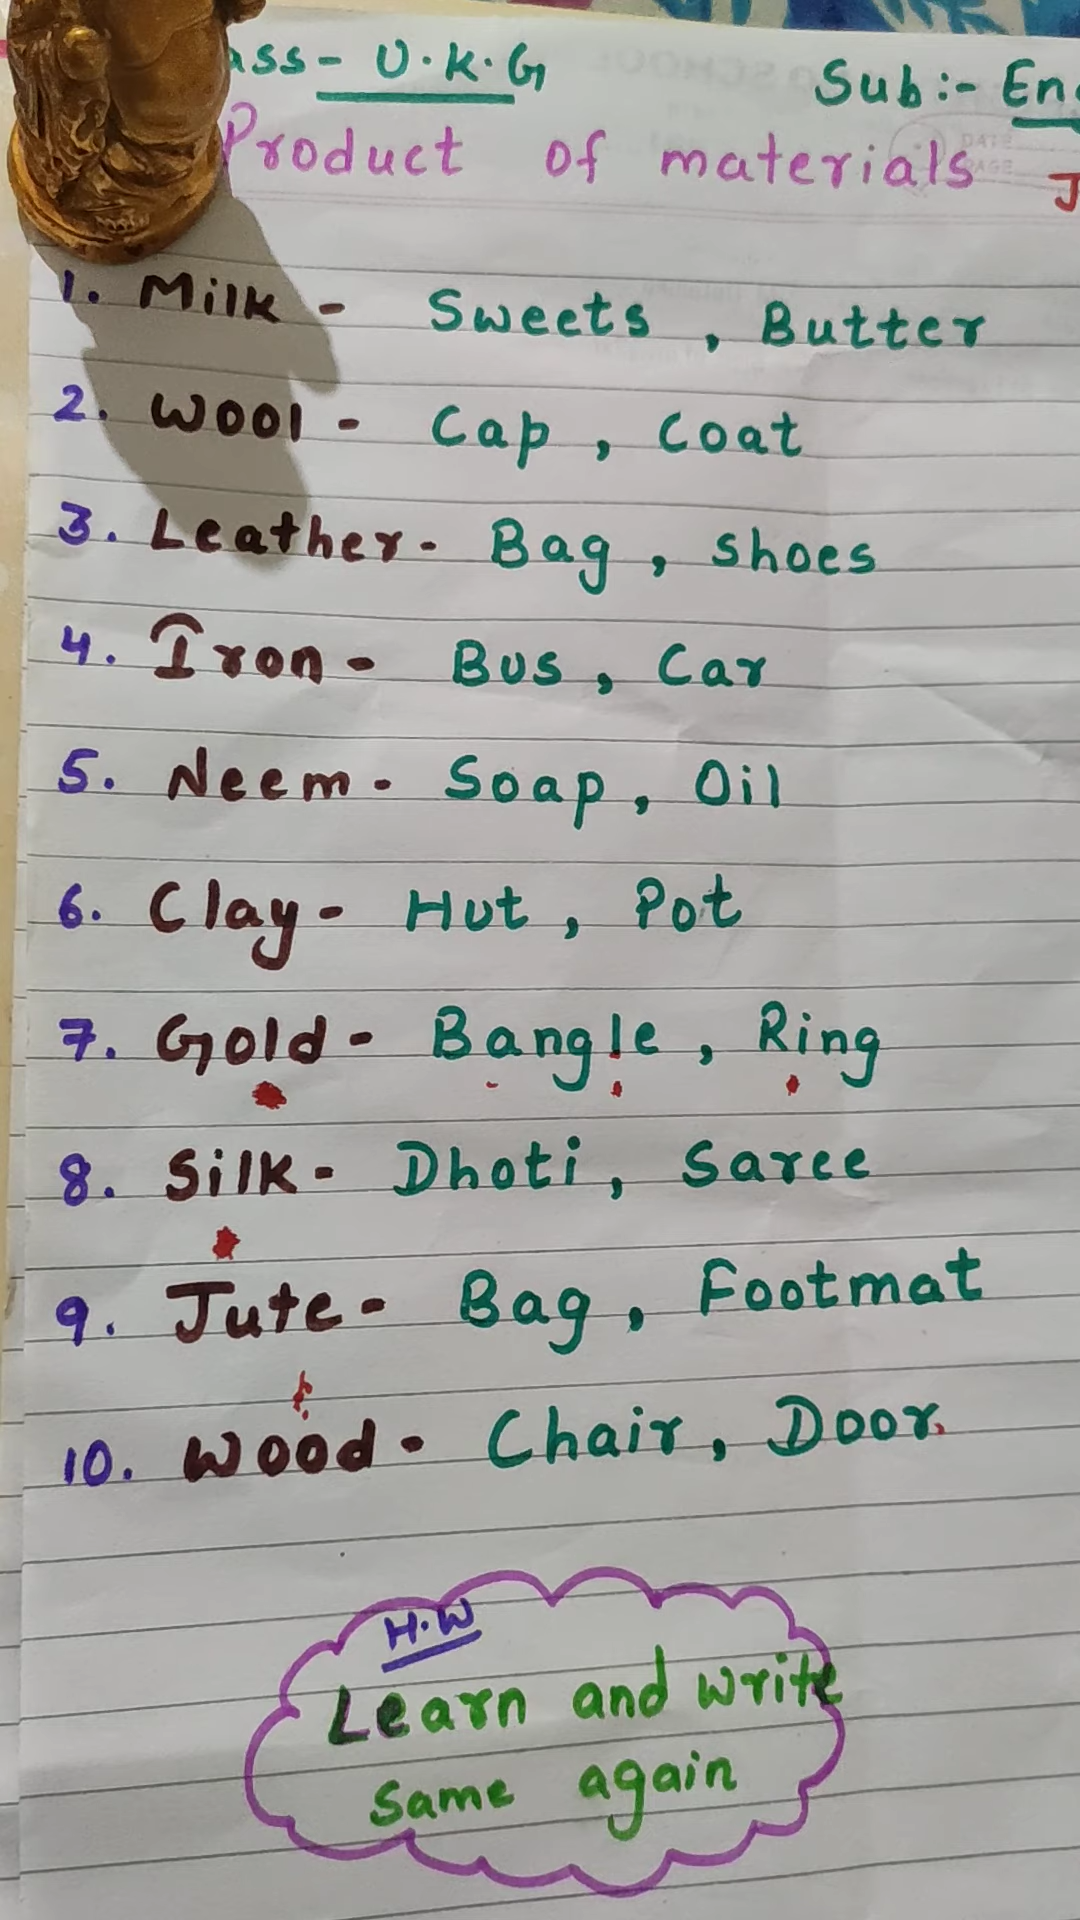 ass- U.K.G Sub:- En
Product of materials J
1. Milk - Sweets , Butter
2. Wool - Cap , Coat
3. Leather - Bag , Shoes
4. Iron - Bus , Car
5. Neem - Soap , Oil
6. Clay - Hut , Pot
7. Gold - Bangle , Ring
8. Silk - Dhoti , Saree
9. Jute - Bag , Footmat
10. Wood - Chair , Door.
H.W
Learn and write
same again